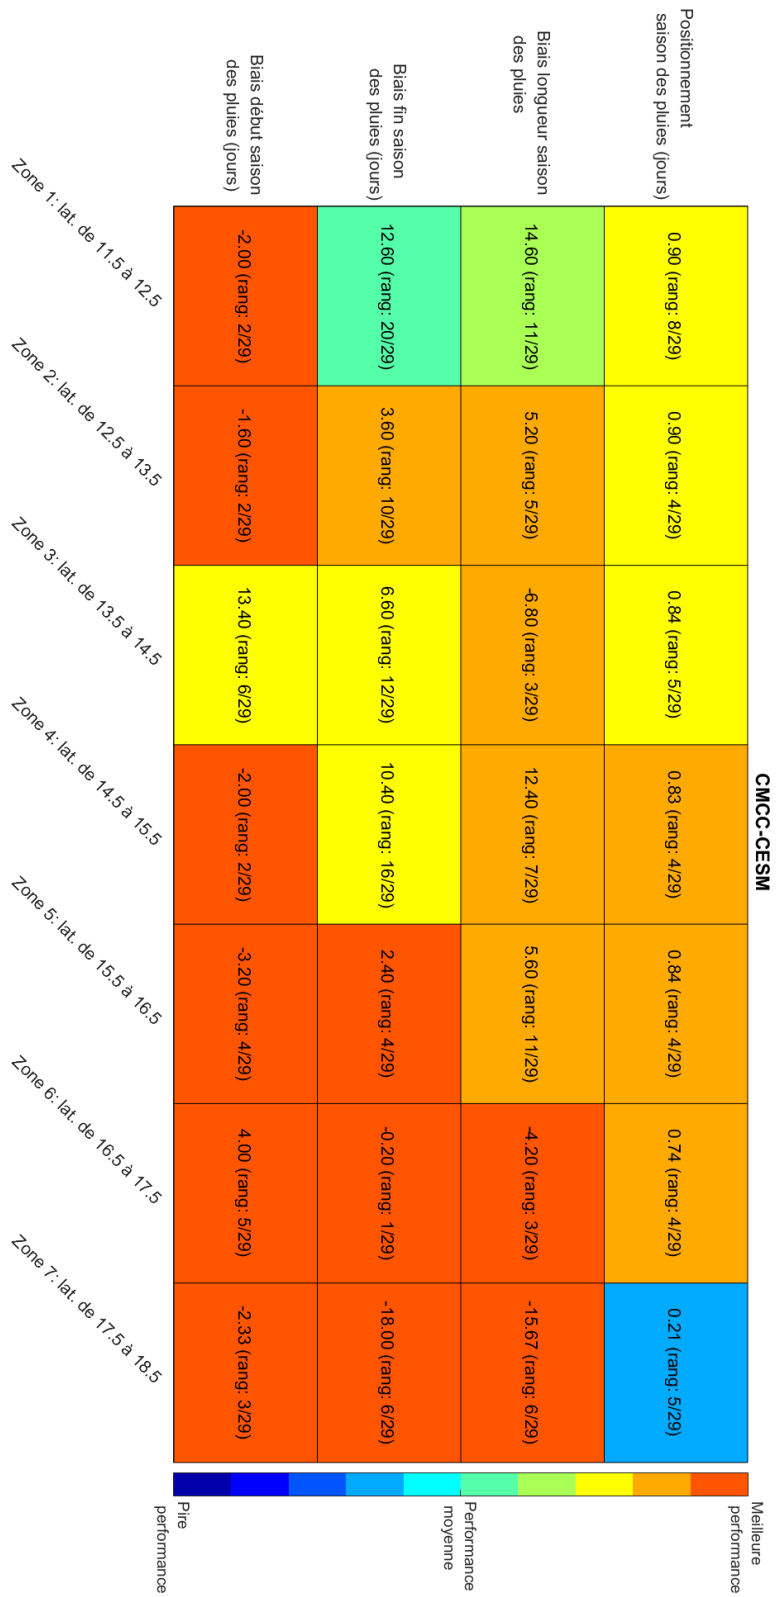 CMCC-CESM
Positionnement
saison des pluies (jours)
0.90 (rang: 8/29)
0.90 (rang: 4/29)
0.84 (rang: 5/29)
0.83 (rang: 4/29)
0.84 (rang: 4/29)
0.74 (rang: 4/29)
0.21 (rang: 5/29)
Biais longueur saison
des pluies
14.60 (rang: 11/29)
5.20 (rang: 5/29)
-6.80 (rang: 3/29)
12.40 (rang: 7/29)
5.60 (rang: 11/29)
-4.20 (rang: 3/29)
-15.67 (rang: 6/29)
Biais fin saison
des pluies (jours)
12.60 (rang: 20/29)
3.60 (rang: 10/29)
6.60 (rang: 12/29)
10.40 (rang: 16/29)
2.40 (rang: 4/29)
-0.20 (rang: 1/29)
-18.00 (rang: 6/29)
Biais début saison
des pluies (jours)
-2.00 (rang: 2/29)
-1.60 (rang: 2/29)
13.40 (rang: 6/29)
-2.00 (rang: 2/29)
-3.20 (rang: 4/29)
4.00 (rang: 5/29)
-2.33 (rang: 3/29)
Zone 1: lat. de 11.5 à 12.5
Zone 2: lat. de 12.5 à 13.5
Zone 3: lat. de 13.5 à 14.5
Zone 4: lat. de 14.5 à 15.5
Zone 5: lat. de 15.5 à 16.5
Zone 6: lat. de 16.5 à 17.5
Zone 7: lat. de 17.5 à 18.5
Meilleure
performance
Performance
moyenne
Pire
performance